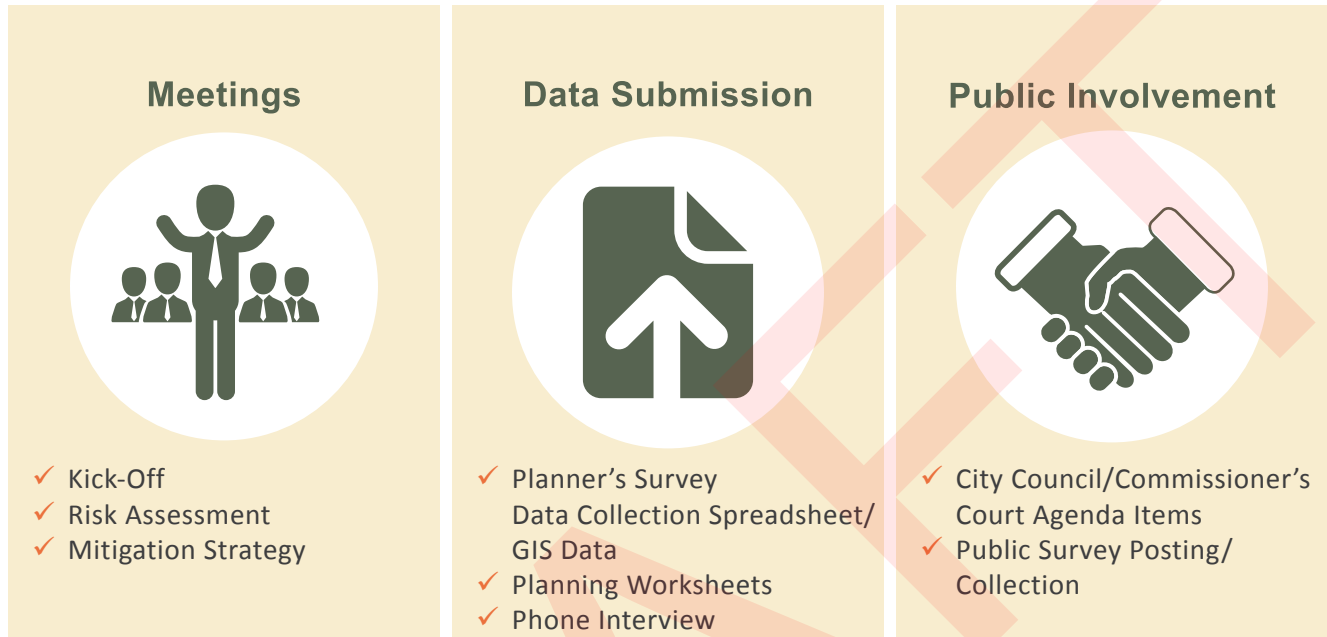 Meetings
Kick-Off
Risk Assessment
Mitigation Strategy
Data Submission
Planner’s Survey
Data Collection Spreadsheet/
GIS Data
Planning Worksheets
Phone Interview
Public Involvement
City Council/Commissioner’s
Court Agenda Items
Public Survey Posting/
Collection